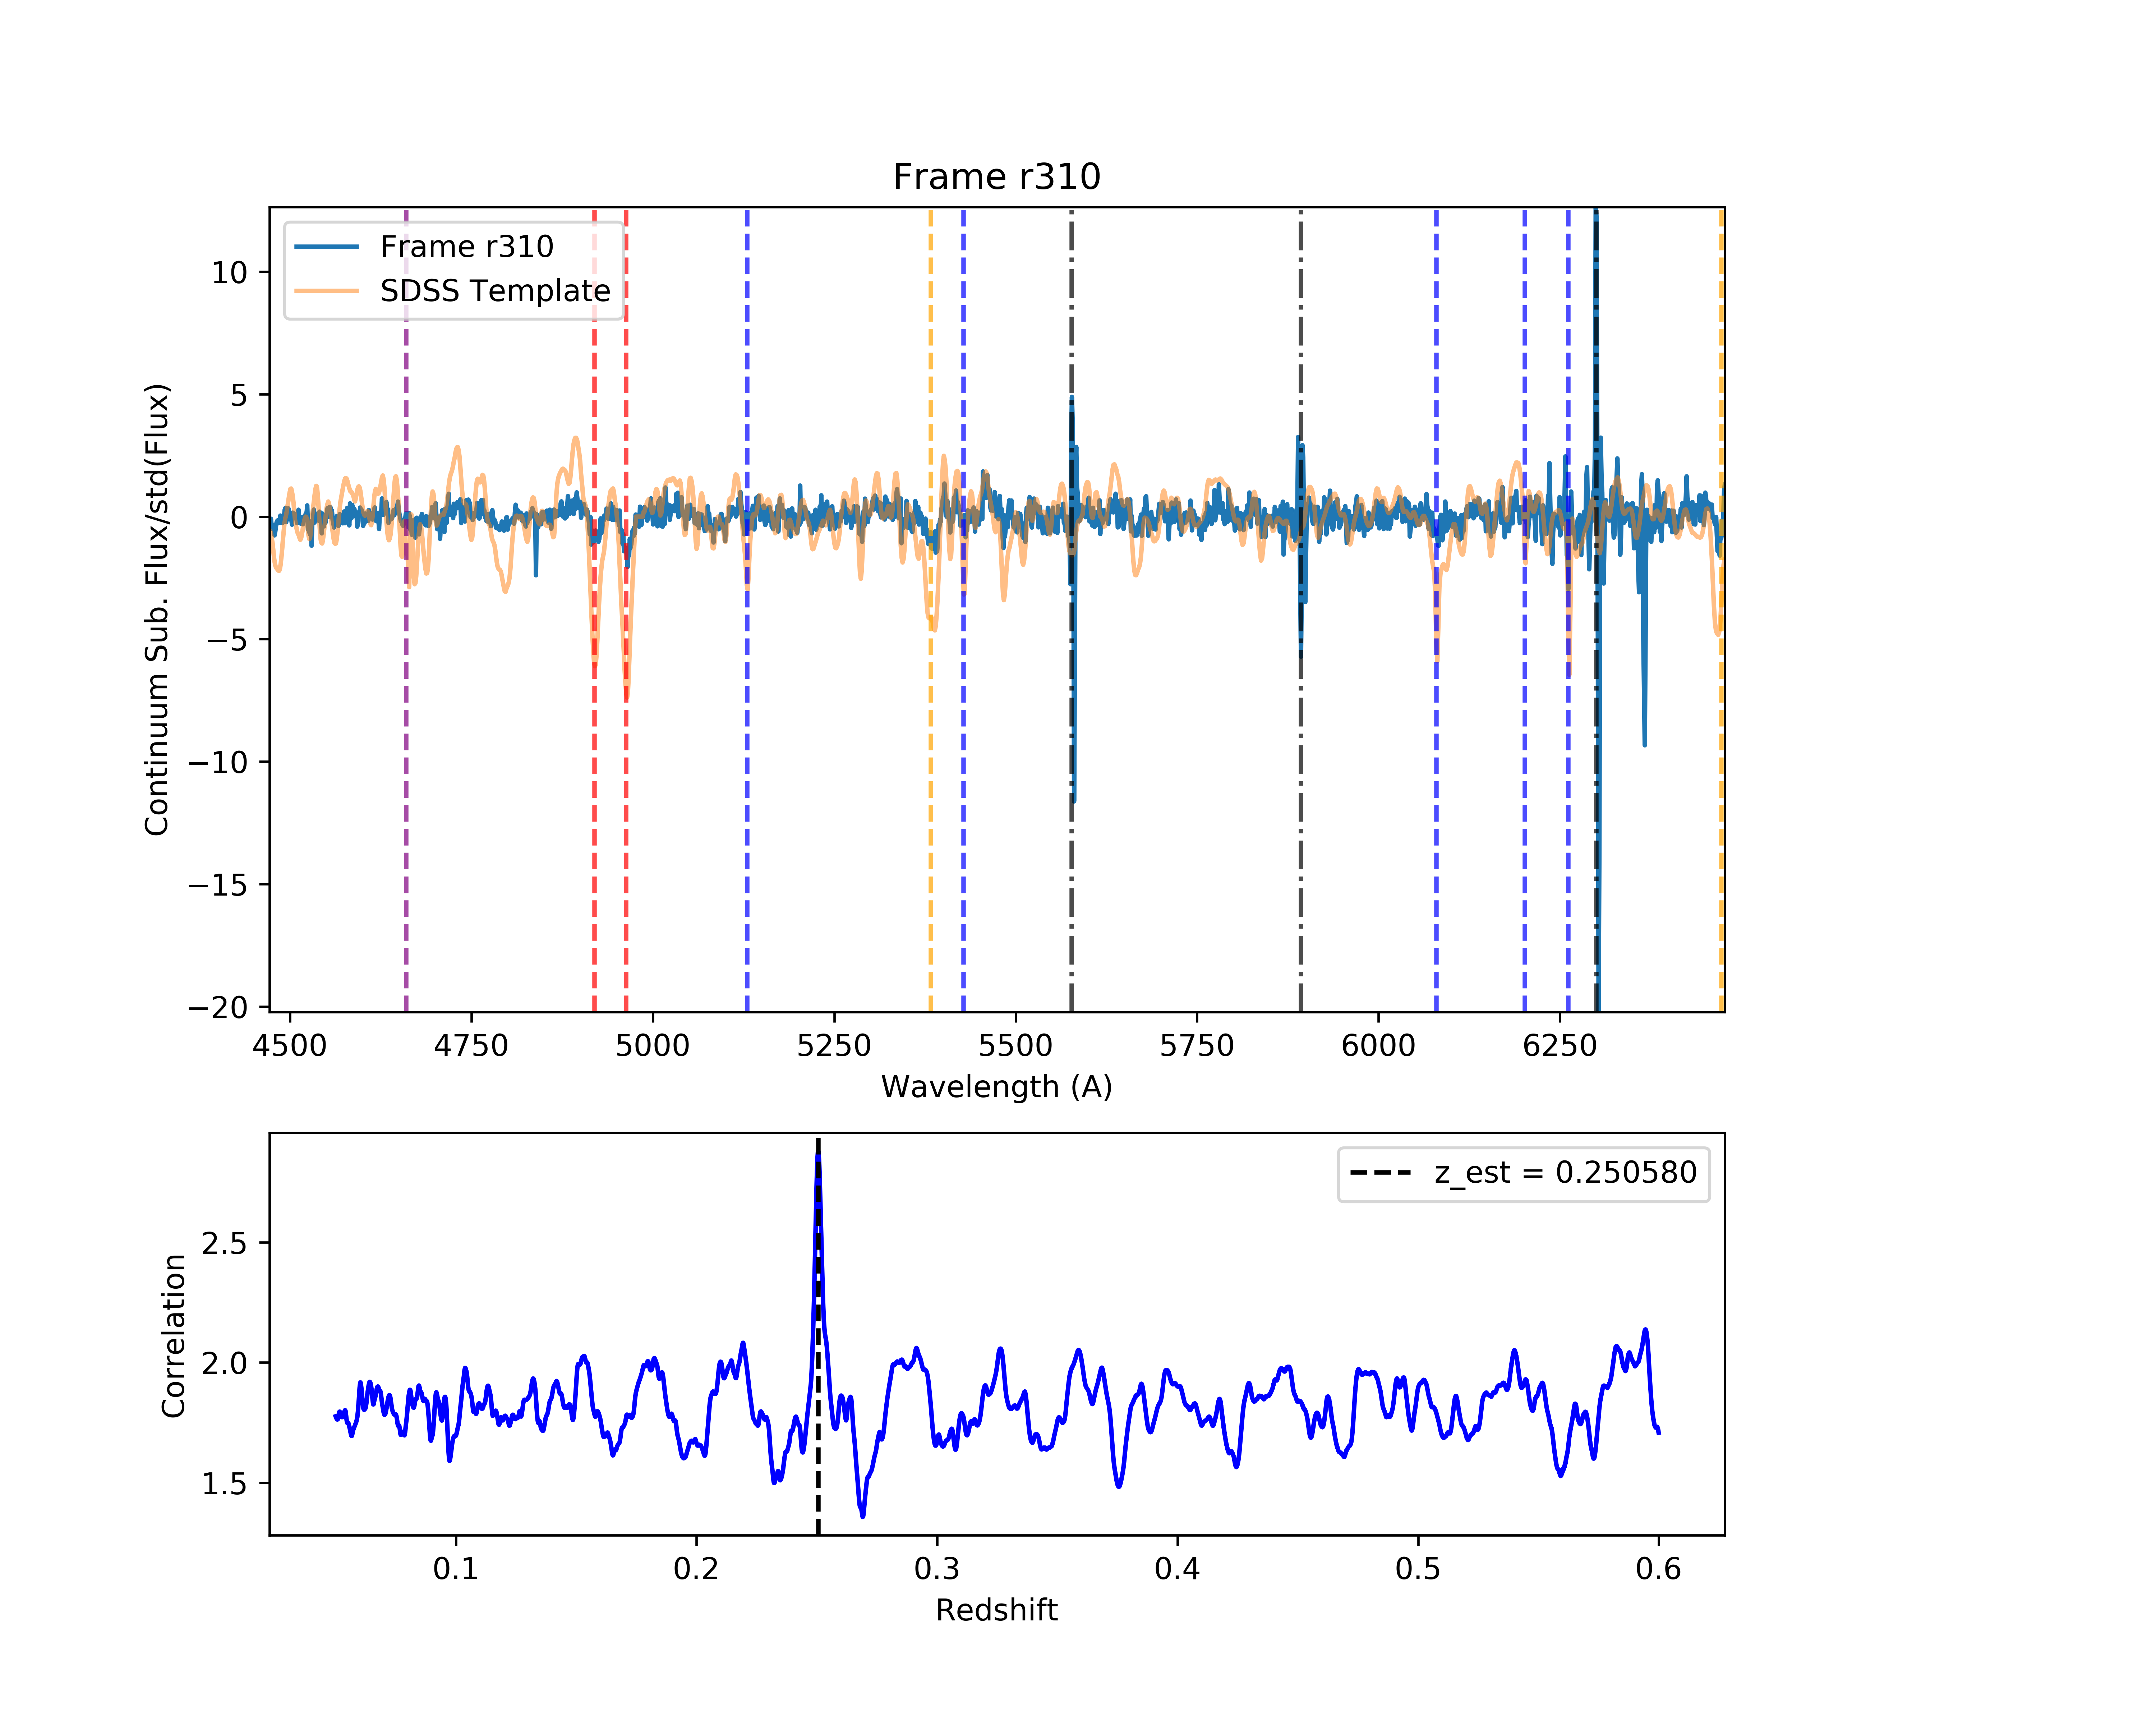 Frame r310
Frame r310
SDSS Template
Continuum Sub. Flux/std(Flux)
10
5
0
−5
−10
−15
−20
4500 4750 5000 5250 5500 5750 6000 6250
Wavelength (A)
z_est = 0.250580
Correlation
2.5
2.0
1.5
0.1 0.2 0.3 0.4 0.5 0.6
Redshift